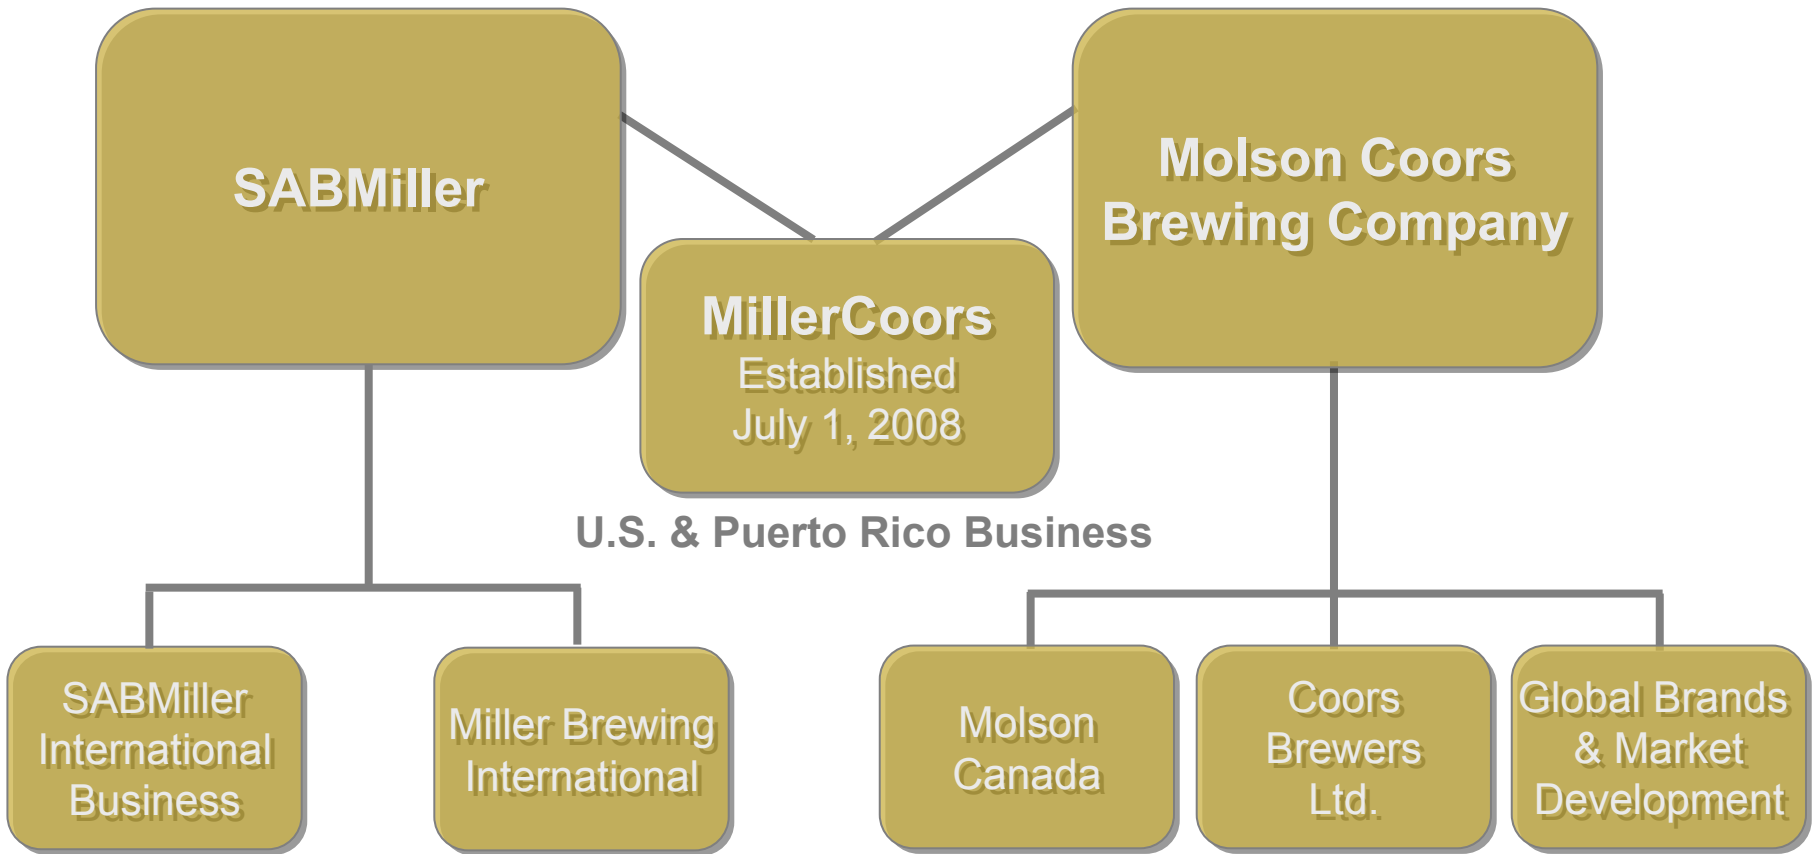 SABMiller
Molson Coors
Brewing Company
MillerCoors
Established
July 1, 2008
U.S. & Puerto Rico Business
SABMiller
International
Business
Miller Brewing
International
Molson
Canada
Coors
Brewers
Ltd.
Global Brands
& Market
Development